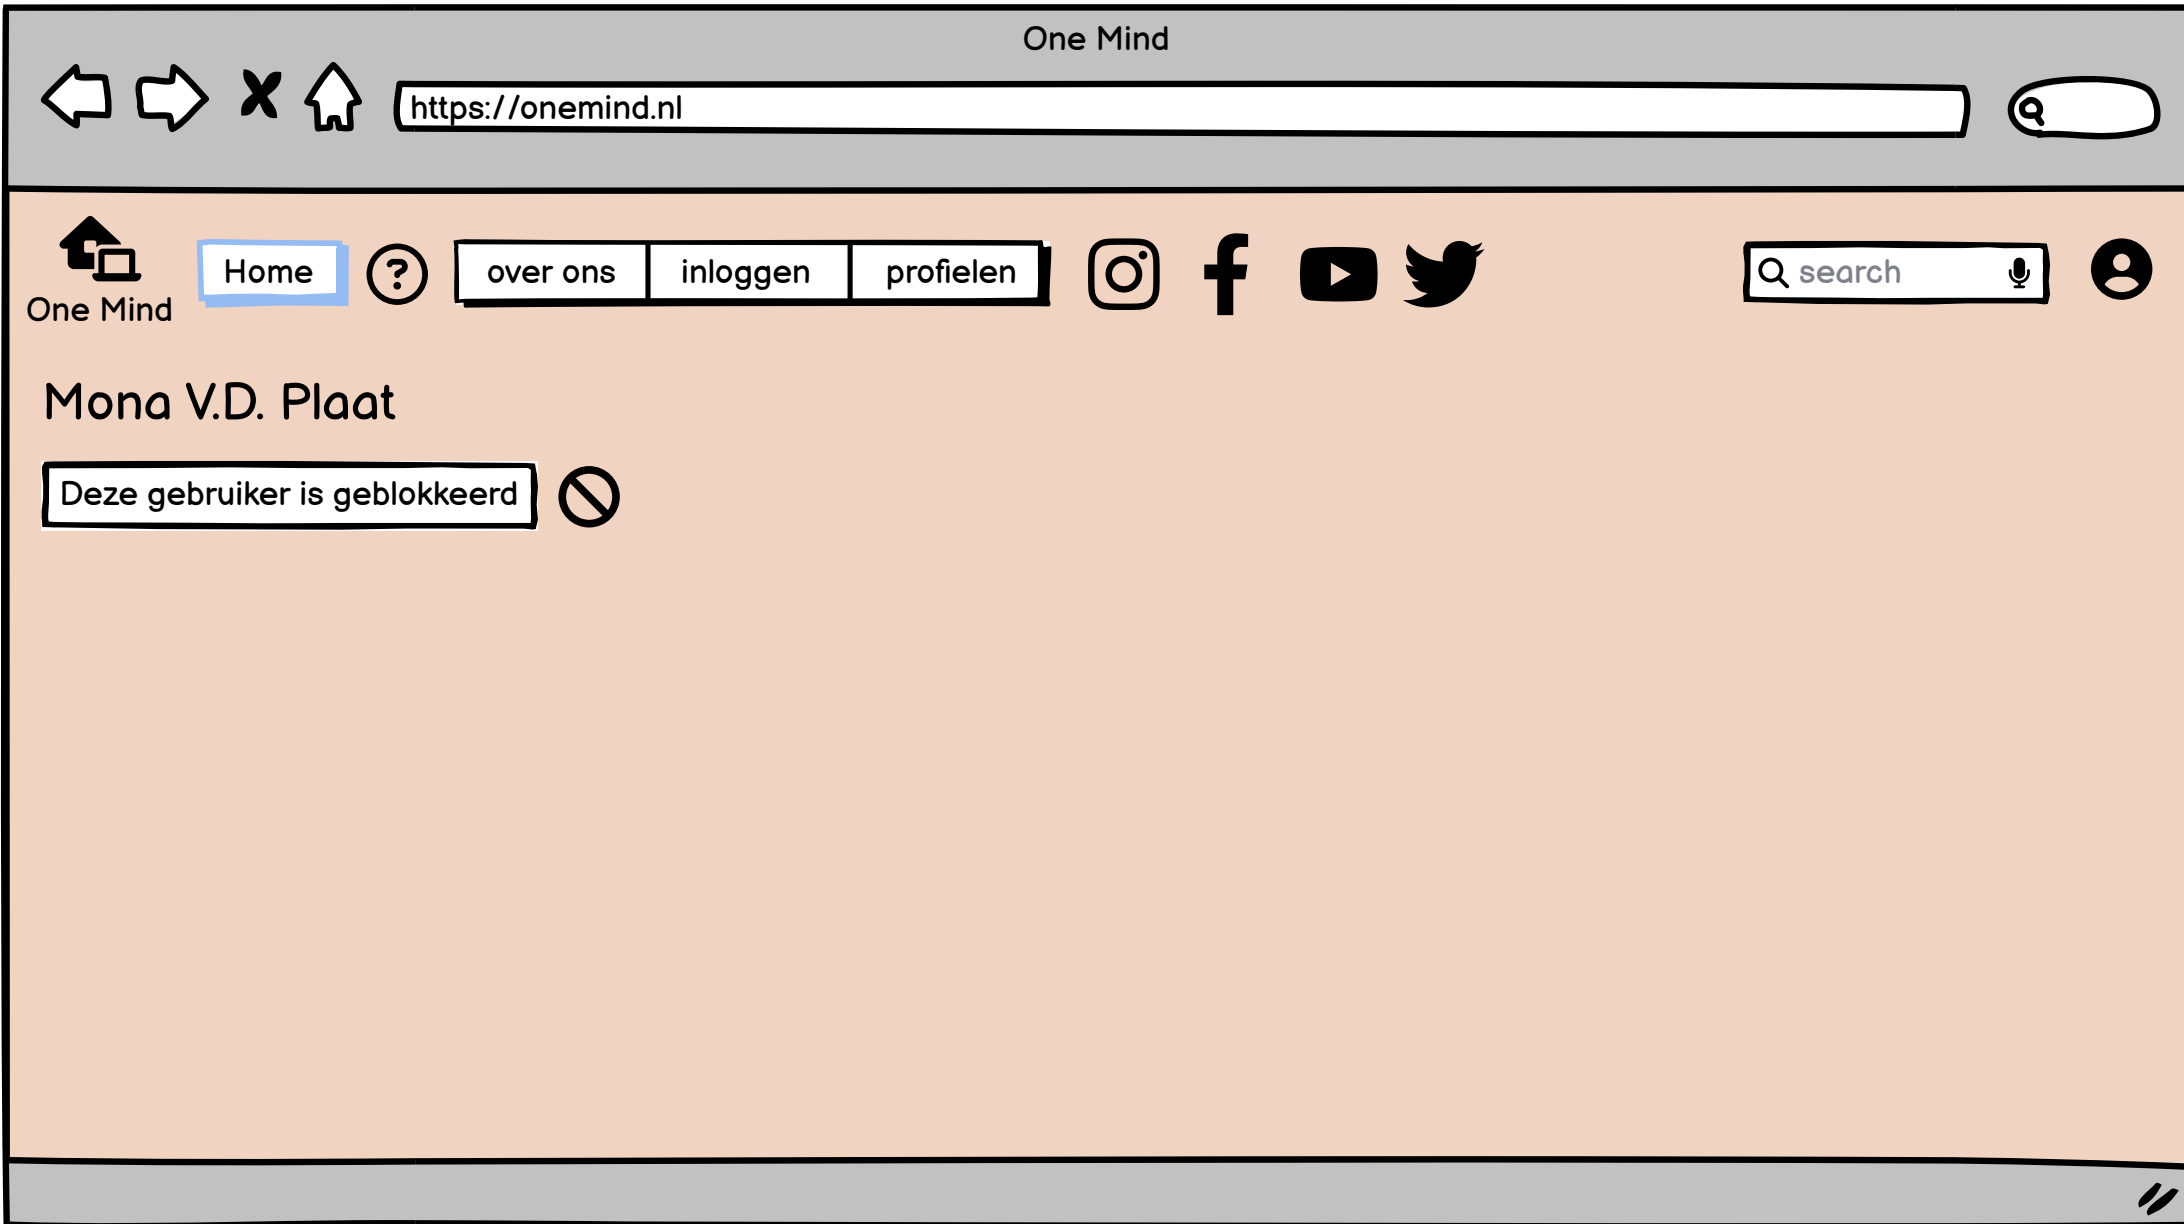 One Mind
https://onemind.nl
Home ? over ons inloggen profielen search
One Mind
Mona V.D. Plaat
Deze gebruiker is geblokkeerd